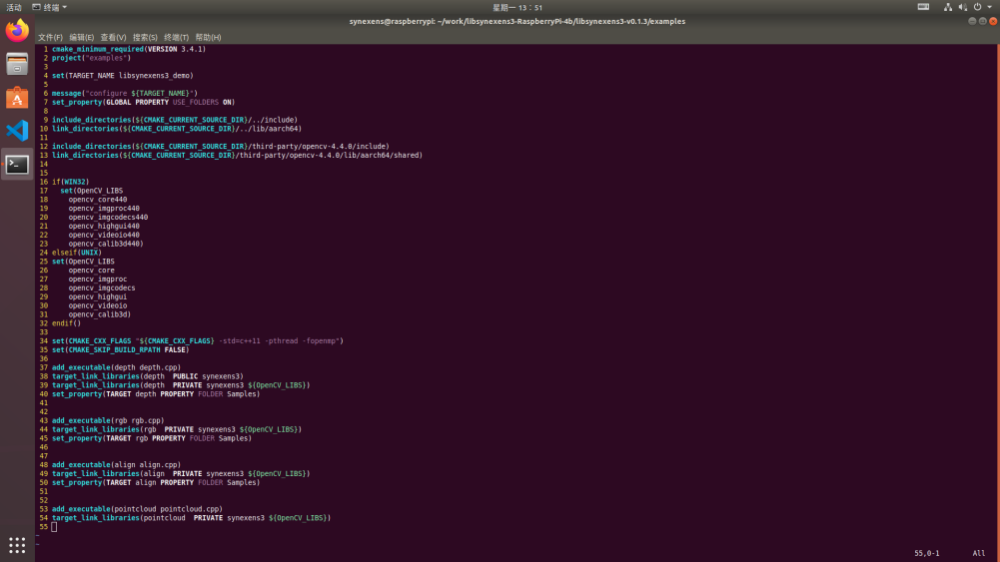 活动 终端 星期一 13：51
synexens@raspberrypi: ~/work/libsynexens3-RaspberryPi-4b/libsynexens3-v0.1.3/examples
文件(F) 编辑(E) 查看(V) 搜索(S) 终端(T) 帮助(H)
1 cmake_minimum_required(VERSION 3.4.1)
2 project("examples")
3
4 set(TARGET_NAME libsynexens3_demo)
5
6 message("configure ${TARGET_NAME}")
7 set_property(GLOBAL PROPERTY USE_FOLDERS ON)
8
9 include_directories(${CMAKE_CURRENT_SOURCE_DIR}/../include)
10 link_directories(${CMAKE_CURRENT_SOURCE_DIR}/../lib/aarch64)
11
12 include_directories(${CMAKE_CURRENT_SOURCE_DIR}/third-party/opencv-4.4.0/include)
13 link_directories(${CMAKE_CURRENT_SOURCE_DIR}/third-party/opencv-4.4.0/lib/aarch64/shared)
14
15
16 if(WIN32)
17 set(OpenCV_LIBS
18 opencv_core440
19 opencv_imgproc440
20 opencv_imgcodecs440
21 opencv_highgui440
22 opencv_videoio440
23 opencv_calib3d440)
24 elseif(UNIX)
25 set(OpenCV_LIBS
26 opencv_core
27 opencv_imgproc
28 opencv_imgcodecs
29 opencv_highgui
30 opencv_videoio
31 opencv_calib3d)
32 endif()
33
34 set(CMAKE_CXX_FLAGS "${CMAKE_CXX_FLAGS} -std=c++11 -pthread -fopenmp")
35 set(CMAKE_SKIP_BUILD_RPATH FALSE)
36
37 add_executable(depth depth.cpp)
38 target_link_libraries(depth  PUBLIC synexens3)
39 target_link_libraries(depth  PRIVATE synexens3 ${OpenCV_LIBS})
40 set_property(TARGET depth PROPERTY FOLDER Samples)
41
42
43 add_executable(rgb rgb.cpp)
44 target_link_libraries(rgb  PRIVATE synexens3 ${OpenCV_LIBS})
45 set_property(TARGET rgb PROPERTY FOLDER Samples)
46
47
48 add_executable(align align.cpp)
49 target_link_libraries(align  PRIVATE synexens3 ${OpenCV_LIBS})
50 set_property(TARGET align PROPERTY FOLDER Samples)
51
52
53 add_executable(pointcloud pointcloud.cpp)
54 target_link_libraries(pointcloud  PRIVATE synexens3 ${OpenCV_LIBS})
55
~
~
55,0-1 All